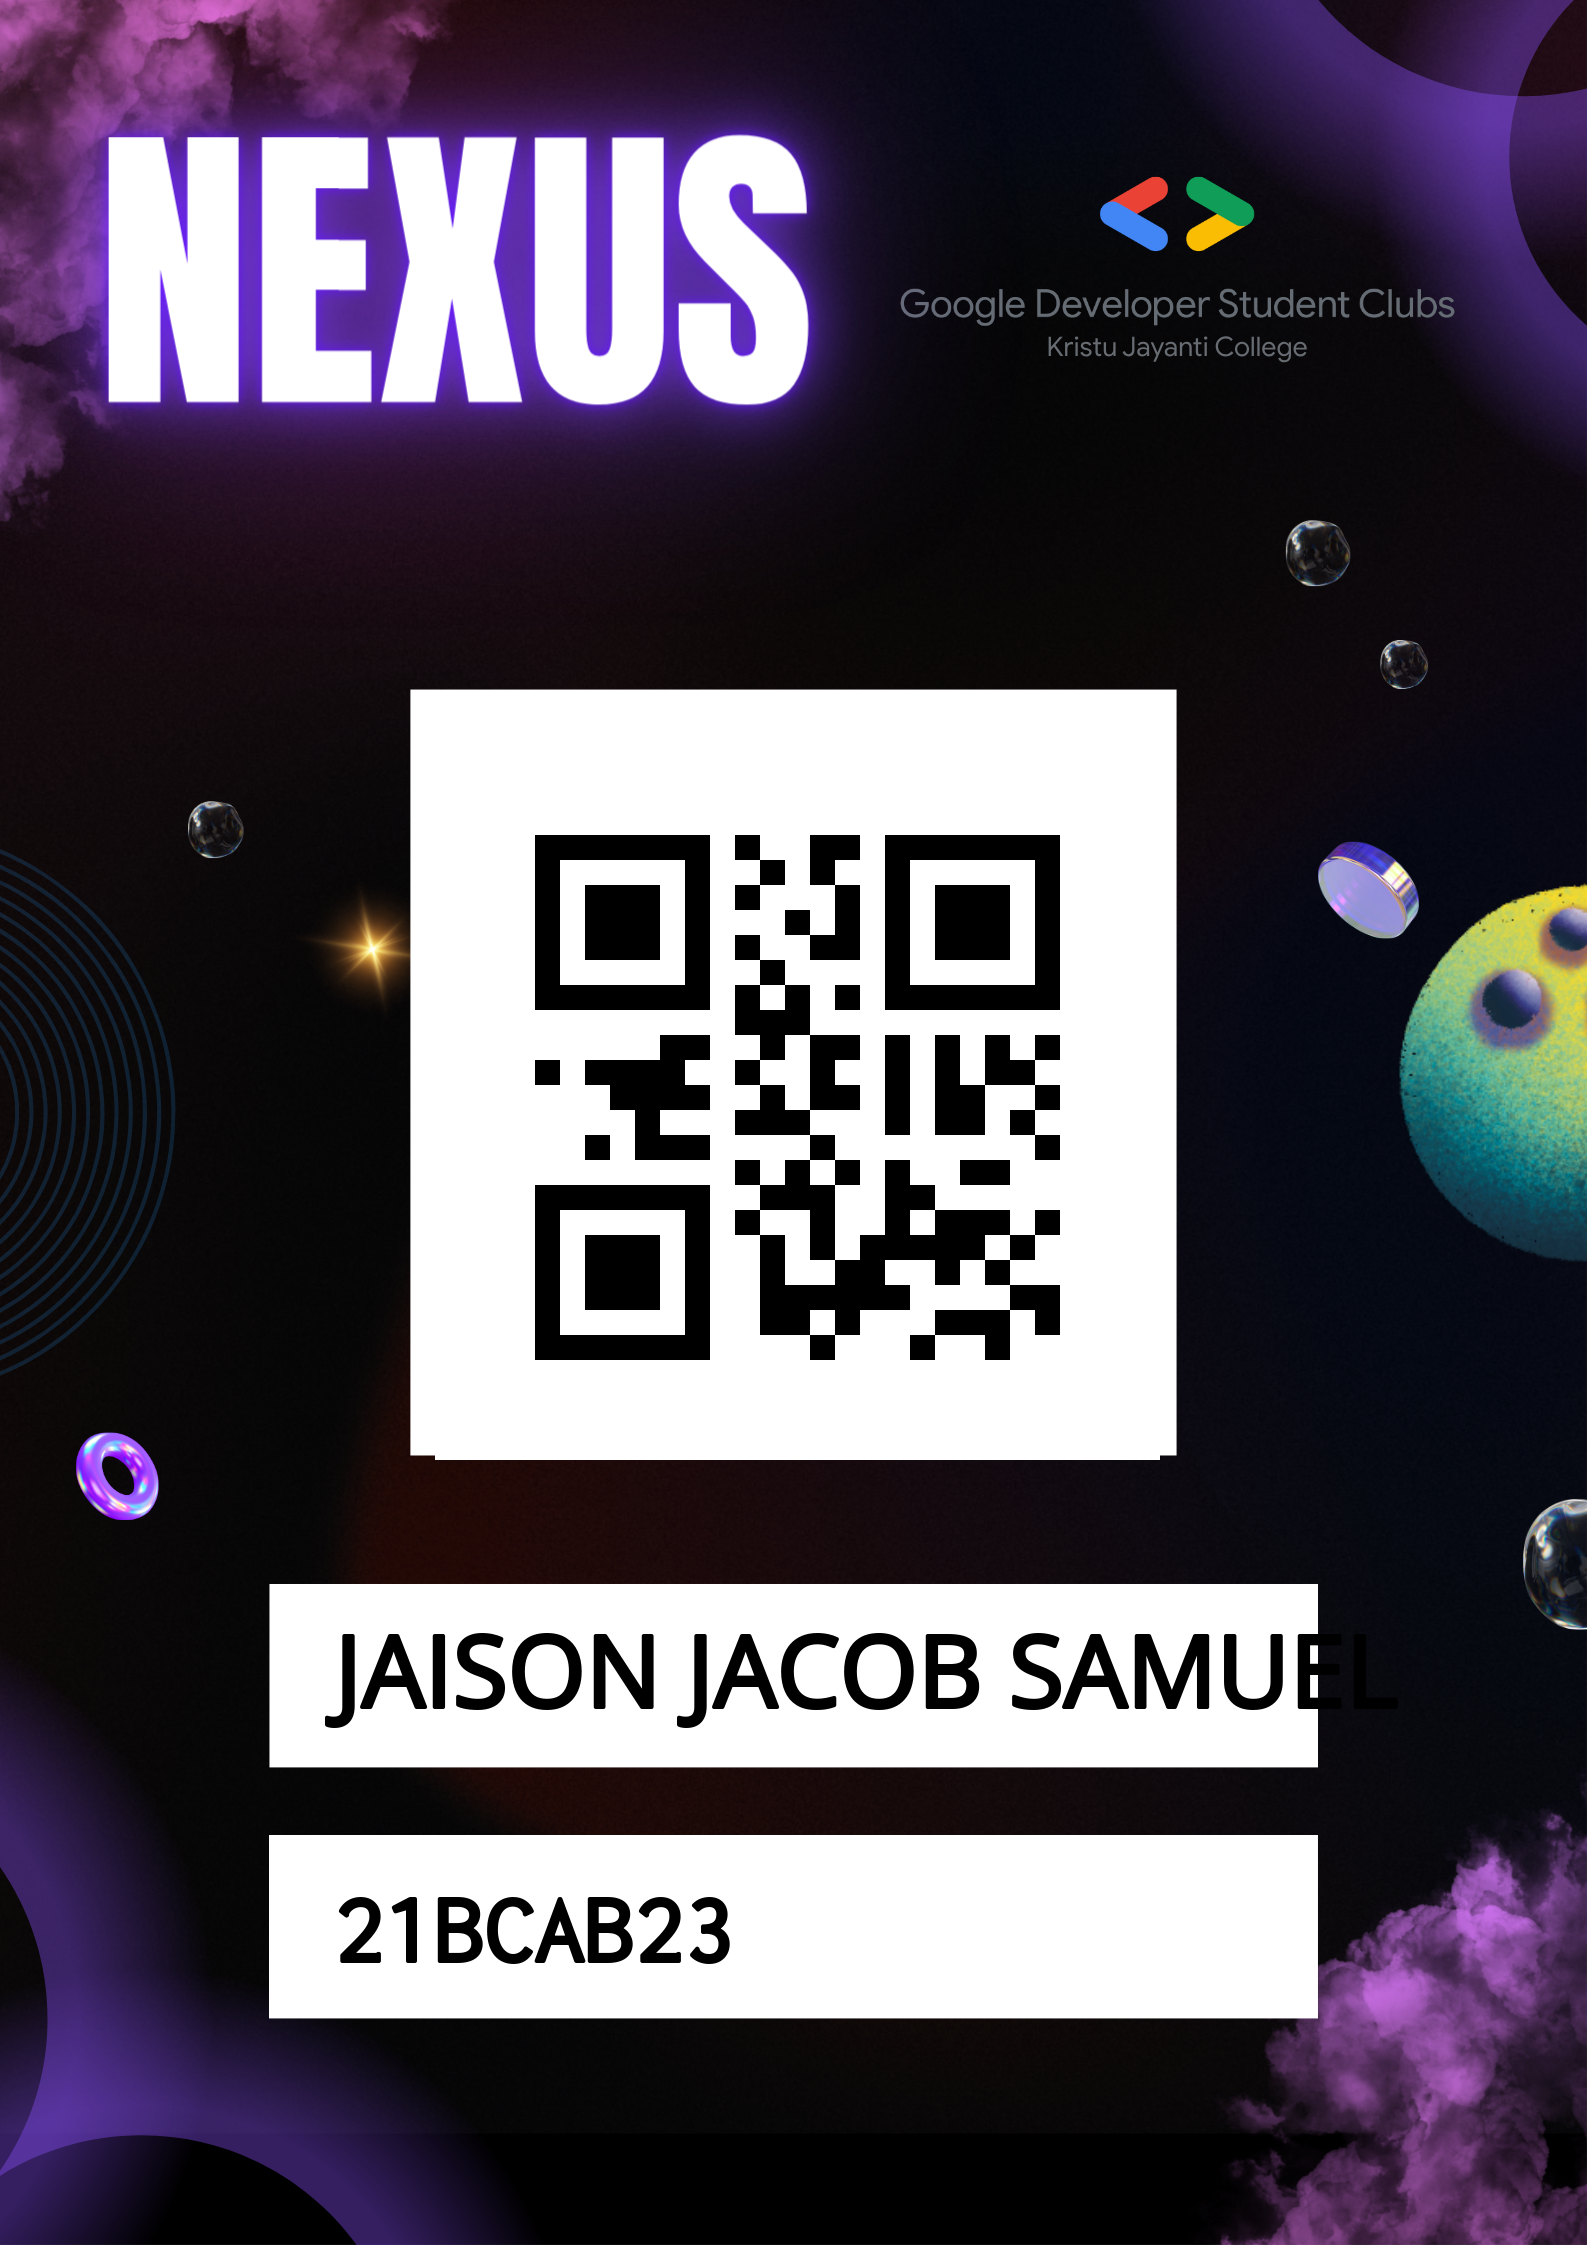 NEXUS
Google Developer Student Clubs
Kristu Jayanti College
JAISON JACOB SAMUEL
21BCAB23